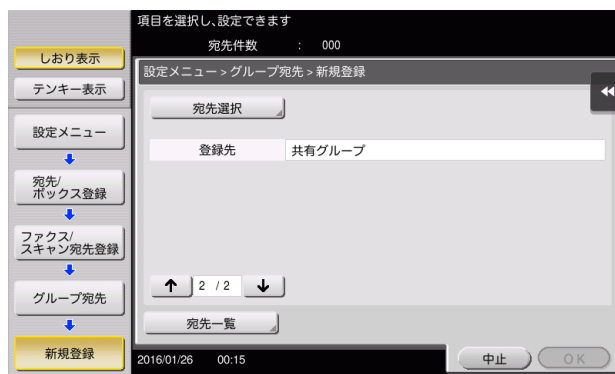 項目を選択し、設定できます
宛先件数 : 000
しおり表示
テンキー表示
設定メニュー
宛先/
ボックス登録
ファクス/
スキャン宛先登録
グループ宛先
新規登録
設定メニュー > グループ宛先 > 新規登録
宛先選択
登録先 共有グループ
↑ 2 / 2 ↓
宛先一覧
2016/01/26 00:15
中止 OK